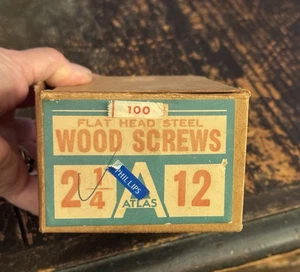 100
FLAT HEAD STEEL
WOOD SCREWS
2 1/4 A 12
PHILLIPS
ATLAS